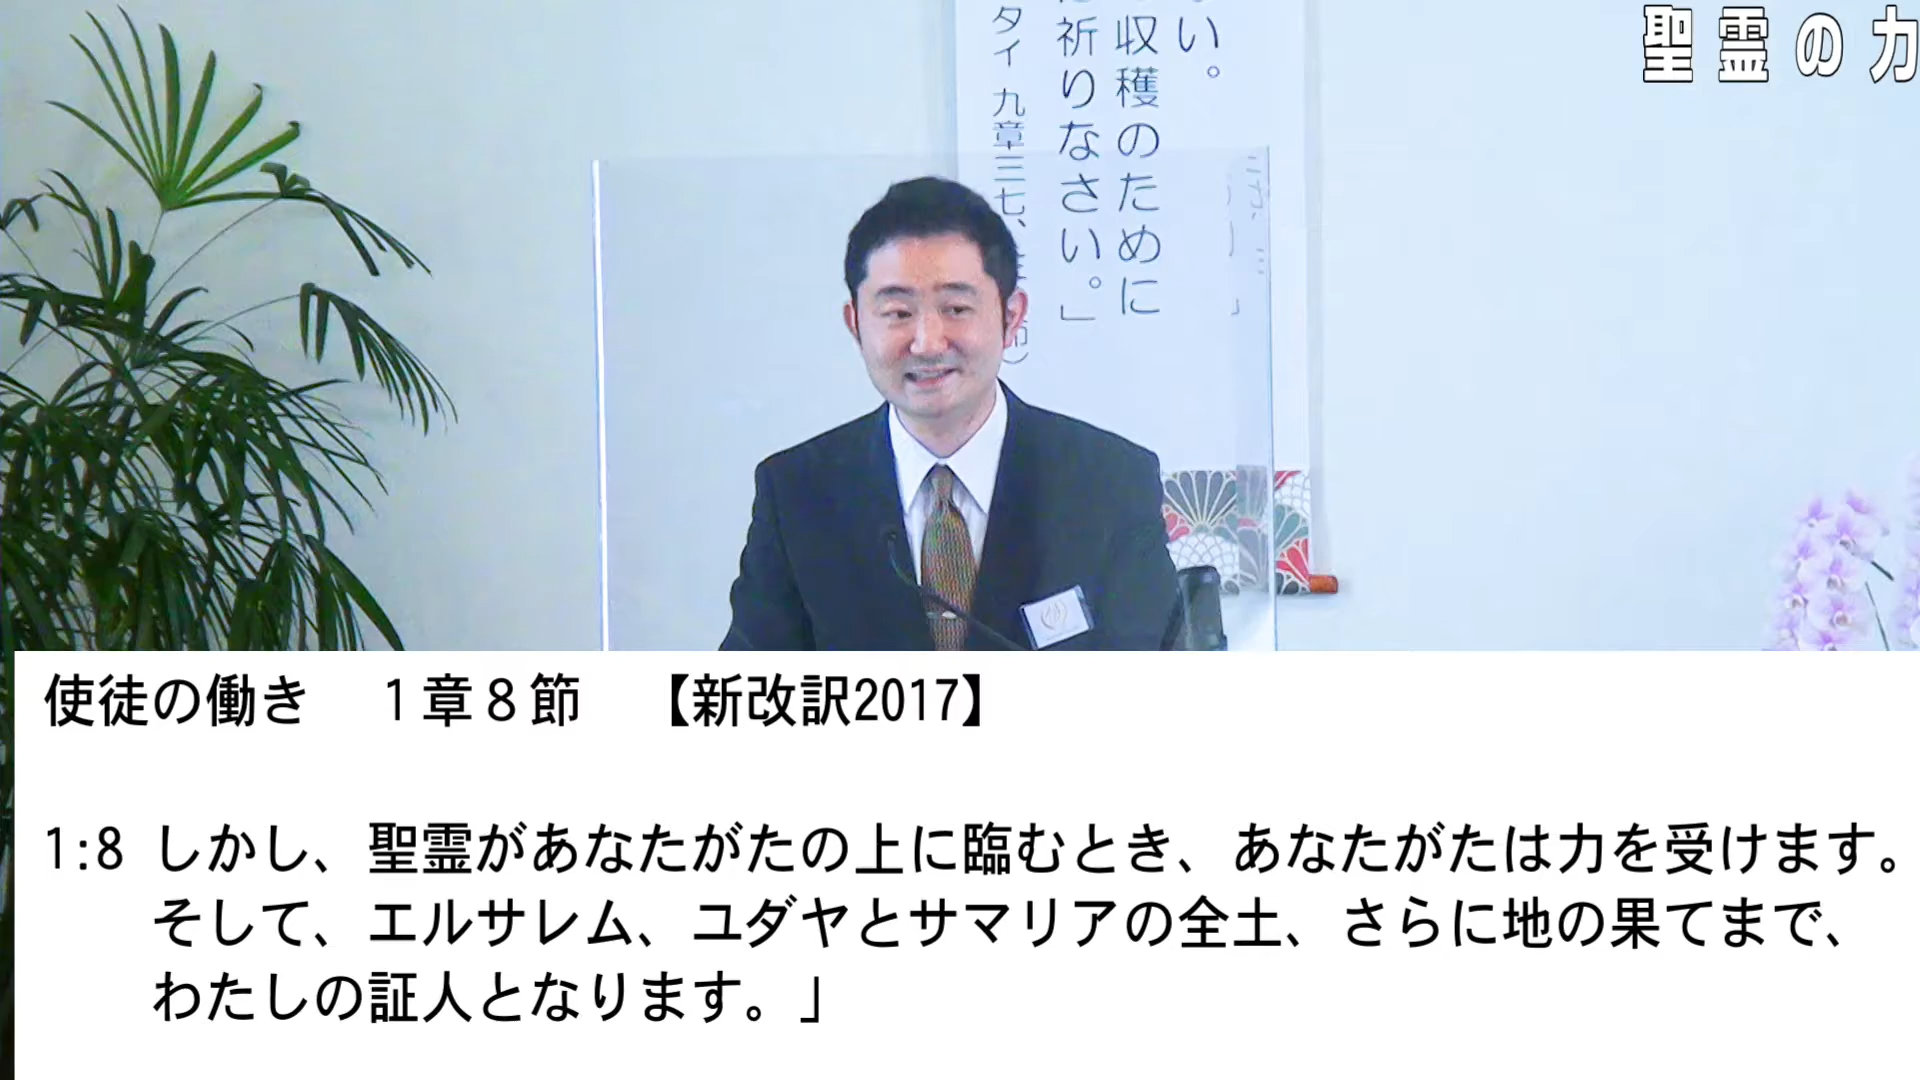 聖霊の力
い。
収穫のために
祈りなさい。」
タイ 九章三七、
使徒の働き　１章８節　【新改訳2017】
1:8 しかし、聖霊があなたがたの上に臨むとき、あなたがたは力を受けます。
そして、エルサレム、ユダヤとサマリアの全土、さらに地の果てまで、
わたしの証人となります。」